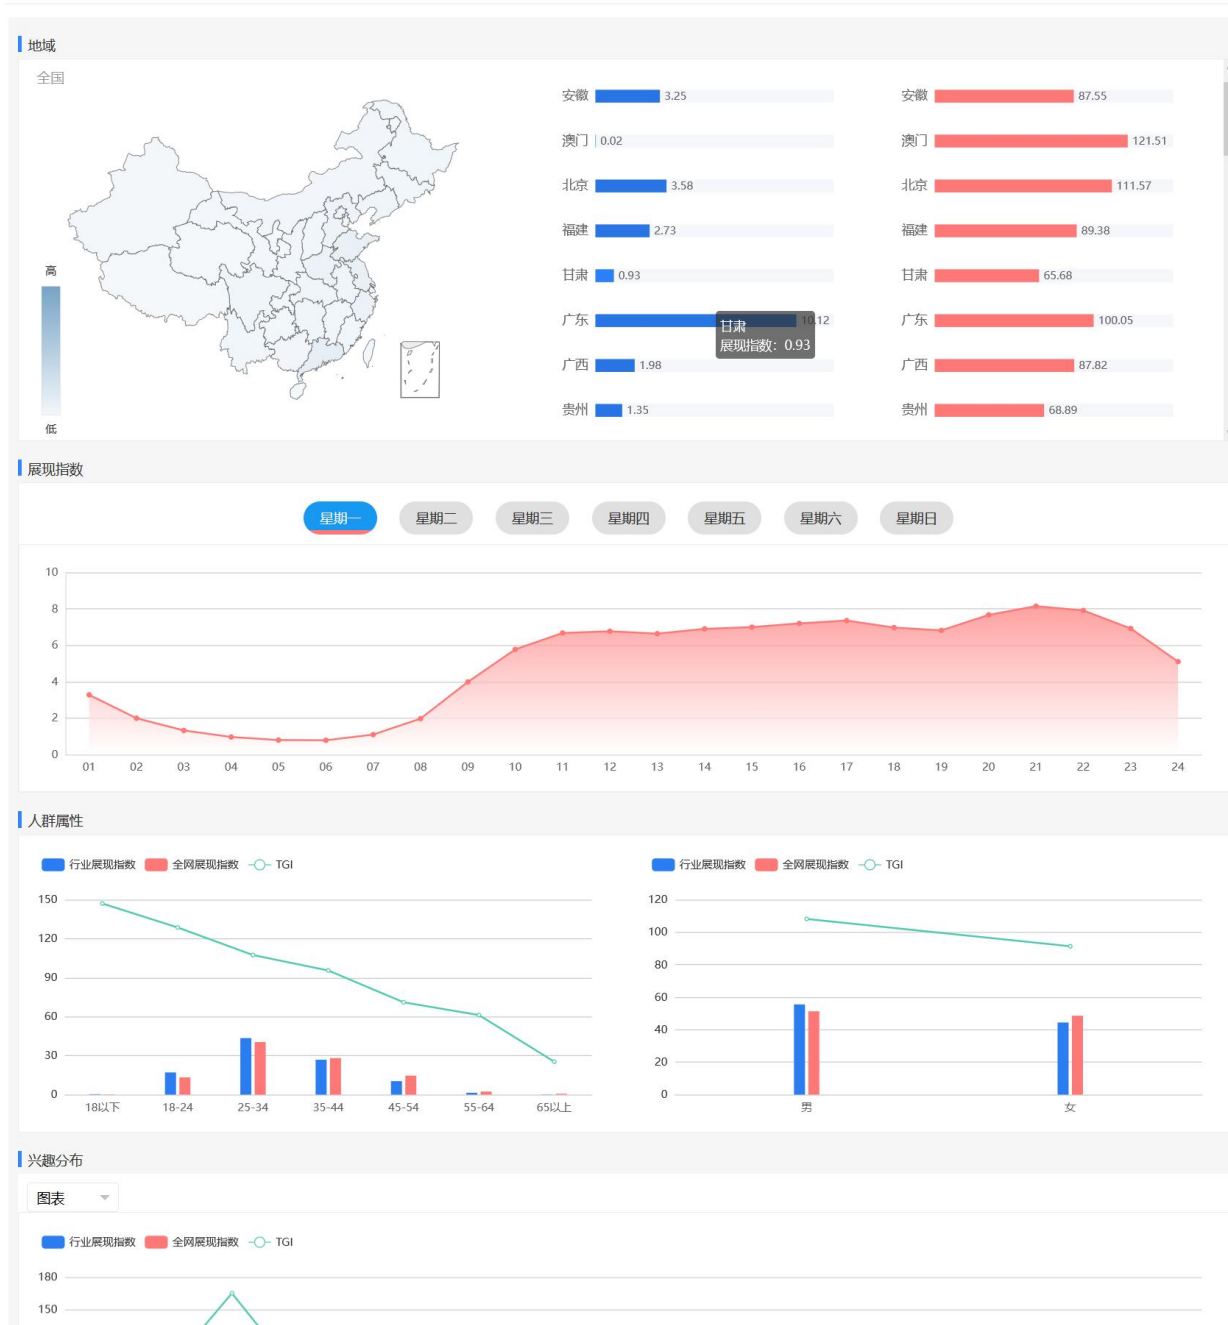 地域
全国
高
低
安徽 3.25
澳门 0.02
北京 3.58
福建 2.73
甘肃 0.93
广东 10.12
广西 1.98
贵州 1.35
甘肃
展现指数: 0.93
安徽 87.55
澳门 121.51
北京 111.57
福建 89.38
甘肃 65.68
广东 100.05
广西 87.82
贵州 68.89
展现指数
星期一 星期二 星期三 星期四 星期五 星期六 星期日
10
8
6
4
2
0
01 02 03 04 05 06 07 08 09 10 11 12 13 14 15 16 17 18 19 20 21 22 23 24
人群属性
行业展现指数 全网展现指数 TGI
150
120
90
60
30
0
18以下 18-24 25-34 35-44 45-54 55-64 65以上
行业展现指数 全网展现指数 TGI
120
100
80
60
40
20
0
男 女
兴趣分布
图表
行业展现指数 全网展现指数 TGI
180
150